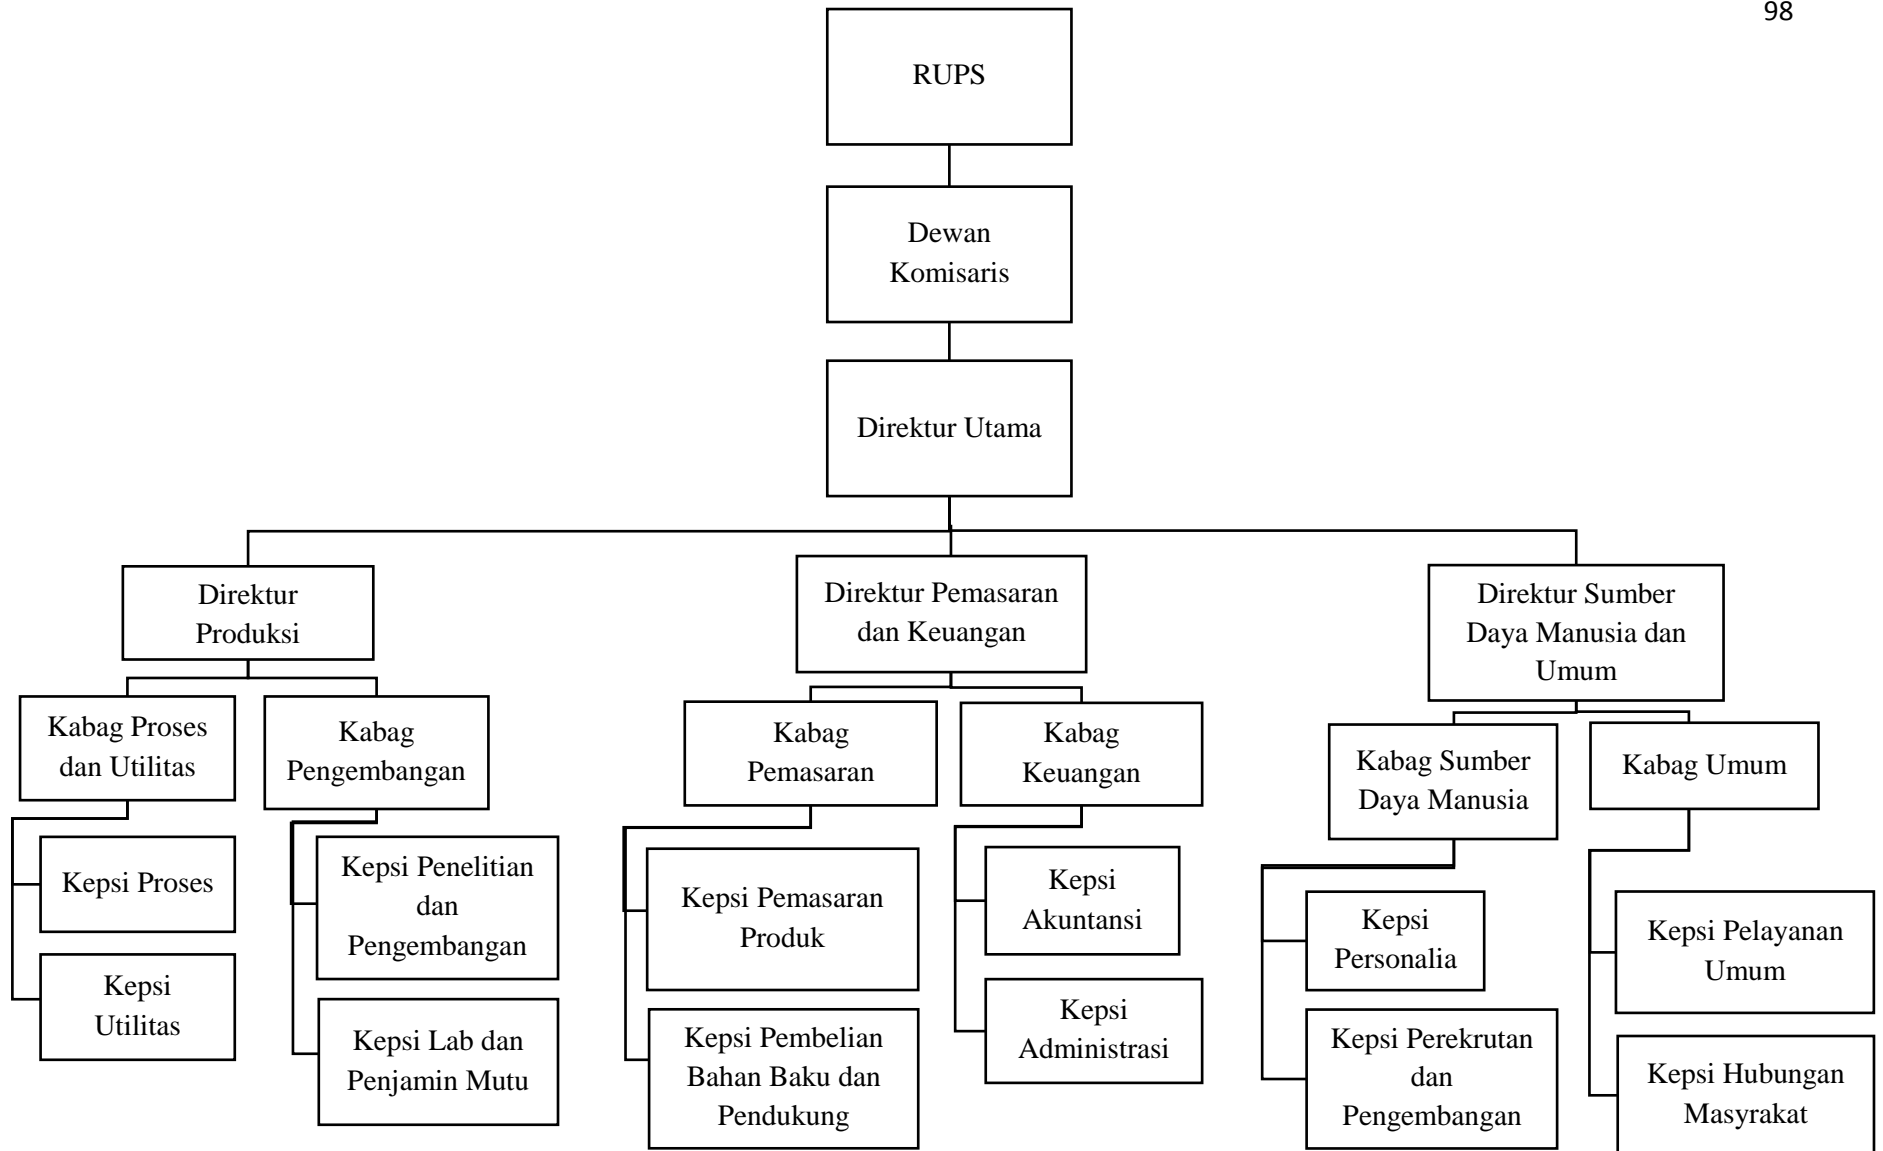 98
RUPS
Dewan
Komisaris
Direktur Utama
Direktur
Produksi
Direktur Pemasaran
dan Keuangan
Direktur Sumber
Daya Manusia dan
Umum
Kabag Proses
dan Utilitas
Kabag
Pengembangan
Kabag
Pemasaran
Kabag
Keuangan
Kabag Sumber
Daya Manusia
Kabag Umum
Kepsi Proses
Kepsi
Utilitas
Kepsi Penelitian
dan
Pengembangan
Kepsi Lab dan
Penjamin Mutu
Kepsi Pemasaran
Produk
Kepsi Pembelian
Bahan Baku dan
Pendukung
Kepsi
Akuntansi
Kepsi
Administrasi
Kepsi
Personalia
Kepsi Perekrutan
dan
Pengembangan
Kepsi Pelayanan
Umum
Kepsi Hubungan
Masyrakat